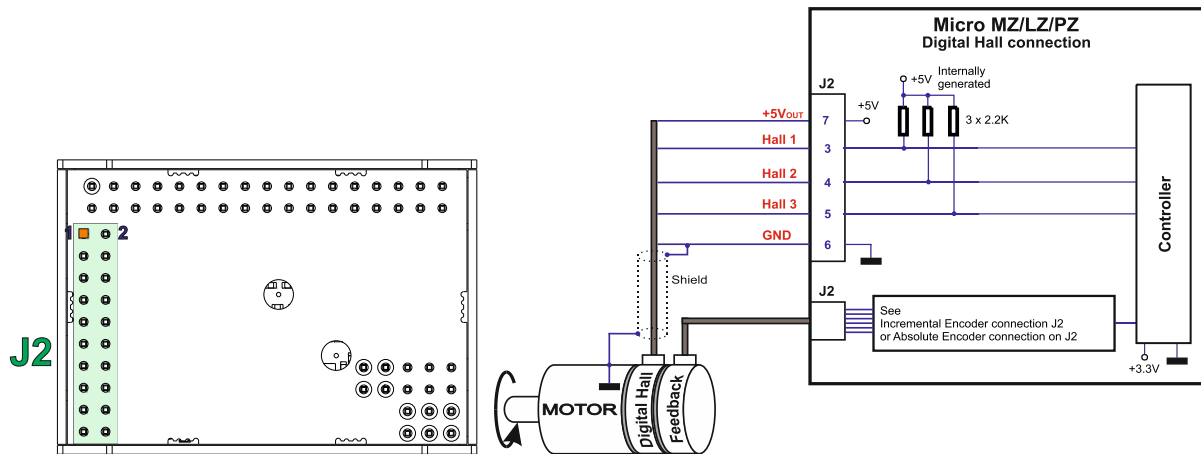 Micro MZ/LZ/PZ
Digital Hall connection
J2
+5V
Internally
generated
+5VOUT
7
+5V
3 x 2.2K
Hall 1
3
Hall 2
4
Hall 3
5
GND
6
Controller
Shield
J2
See
Incremental Encoder connection J2
or Absolute Encoder connection on J2
+3.3V
1
2
J2
MOTOR
Digital Hall
Feedback